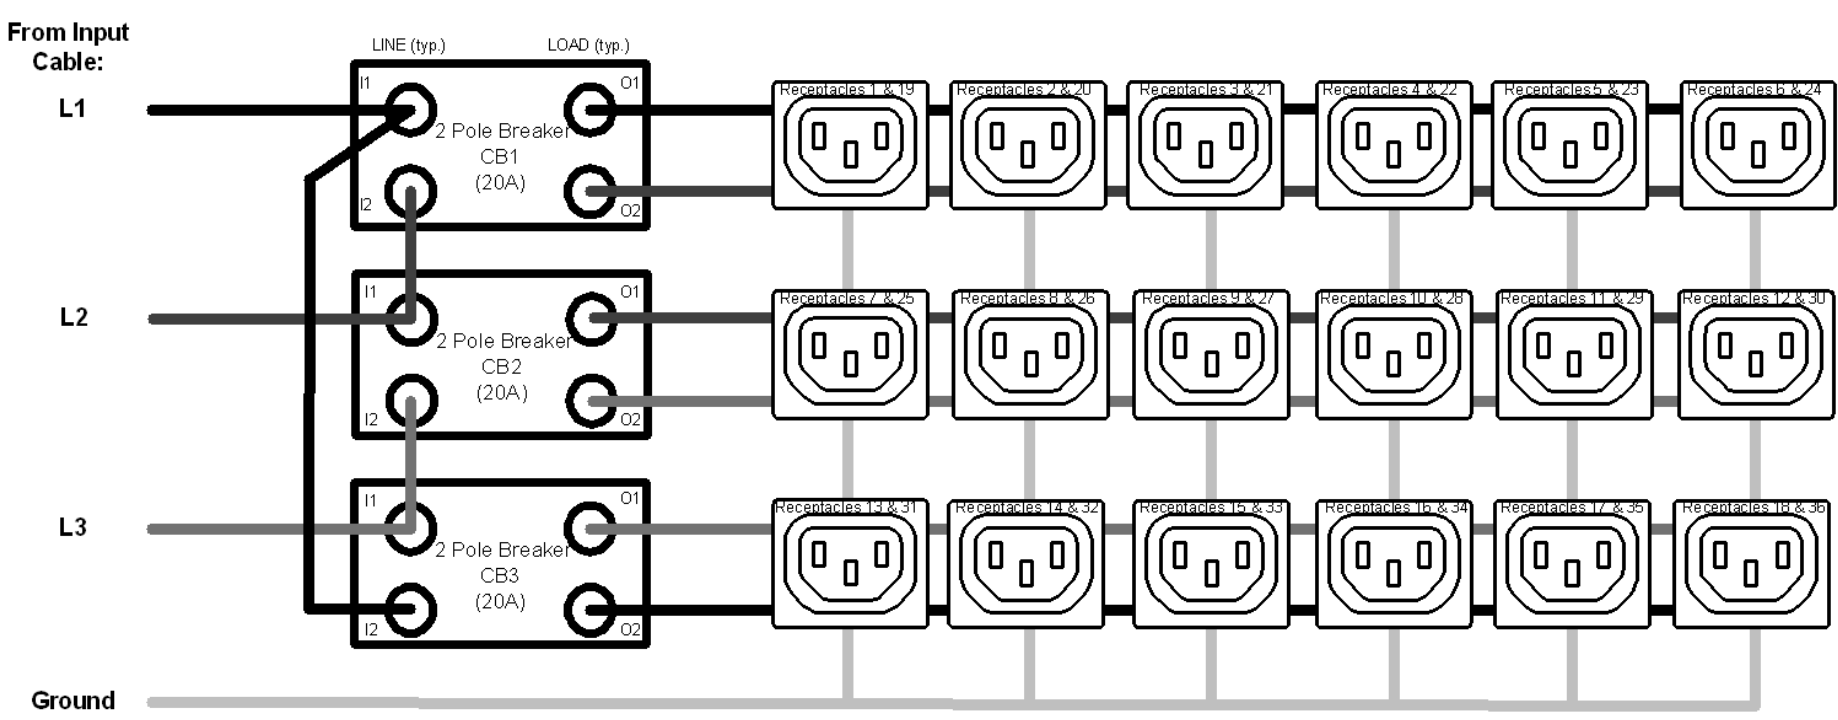 From Input
Cable:
LINE (typ.)
LOAD (typ.)
L1
I1
O1
2 Pole Breaker
CB1
(20A)
I2
O2
Receptacles 1 & 19
Receptacles 2 & 20
Receptacles 3 & 21
Receptacles 4 & 22
Receptacles 5 & 23
Receptacles 6 & 24
L2
I1
O1
2 Pole Breaker
CB2
(20A)
I2
O2
Receptacles 7 & 25
Receptacles 8 & 26
Receptacles 9 & 27
Receptacles 10 & 28
Receptacles 11 & 29
Receptacles 12 & 30
L3
I1
O1
2 Pole Breaker
CB3
(20A)
I2
O2
Receptacles 13 & 31
Receptacles 14 & 32
Receptacles 15 & 33
Receptacles 16 & 34
Receptacles 17 & 35
Receptacles 18 & 36
Ground